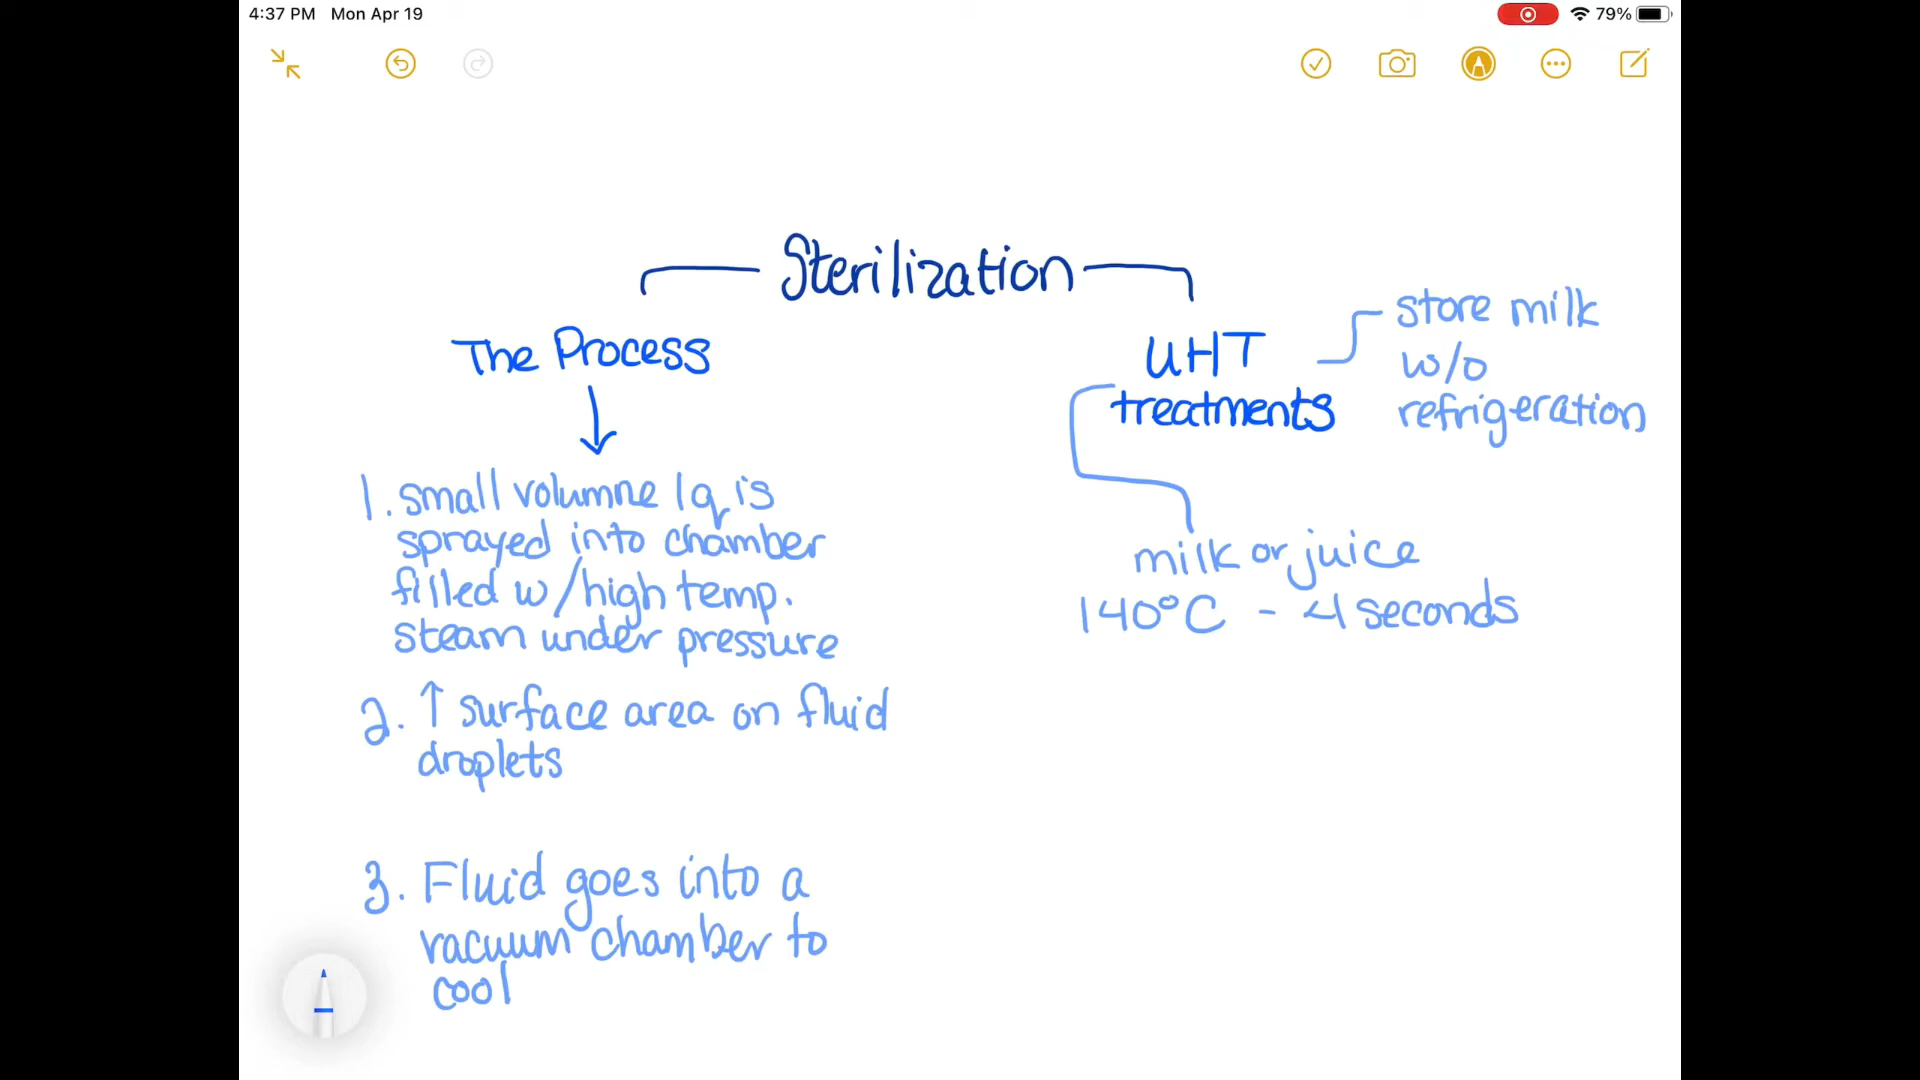 4:37 PM Mon Apr 19
79%
Sterilization
The Process
1. small volumne lq is
sprayed into chamber
filled w/high temp.
steam under pressure
2. ↑ surface area on fluid
droplets
3. Fluid goes into a
vacuum chamber to
cool
UHT
treatments
store milk
w/o
refrigeration
milk or juice
140°C - 4 seconds